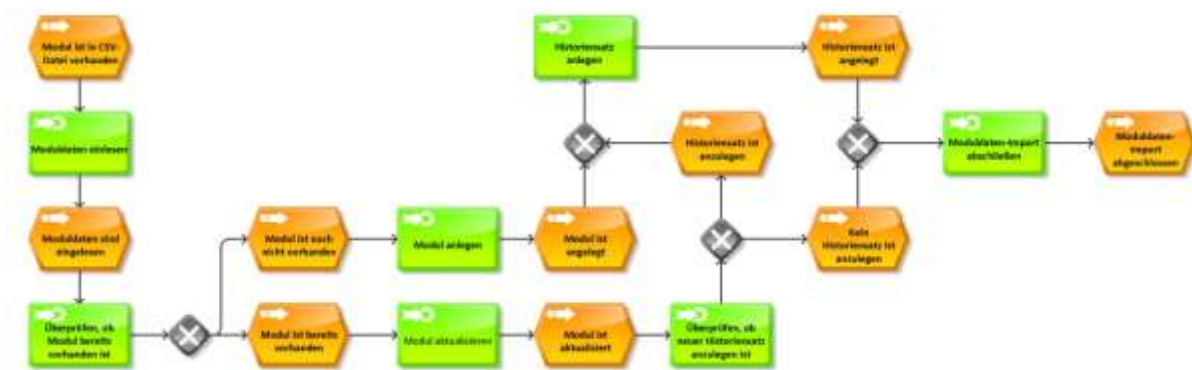 Modul ist in CSV-
Datei vorhanden
Moduldaten einlesen
Moduldaten sind
eingelesen
Überprüfen, ob
Modul bereits
vorhanden ist
Modul ist noch
nicht vorhanden
Modul anlegen
Modul ist
angelegt
Modul ist bereits
vorhanden
Modul aktualisieren
Modul ist
aktualisiert
Überprüfen, ob
neuer Historiensatz
anzulegen ist
Historiensatz ist
anzulegen
Kein
Historiensatz ist
anzulegen
Historiensatz
anlegen
Historiensatz ist
angelegt
Moduldaten-Import
abschließen
Moduldaten-
Import
abgeschlossen